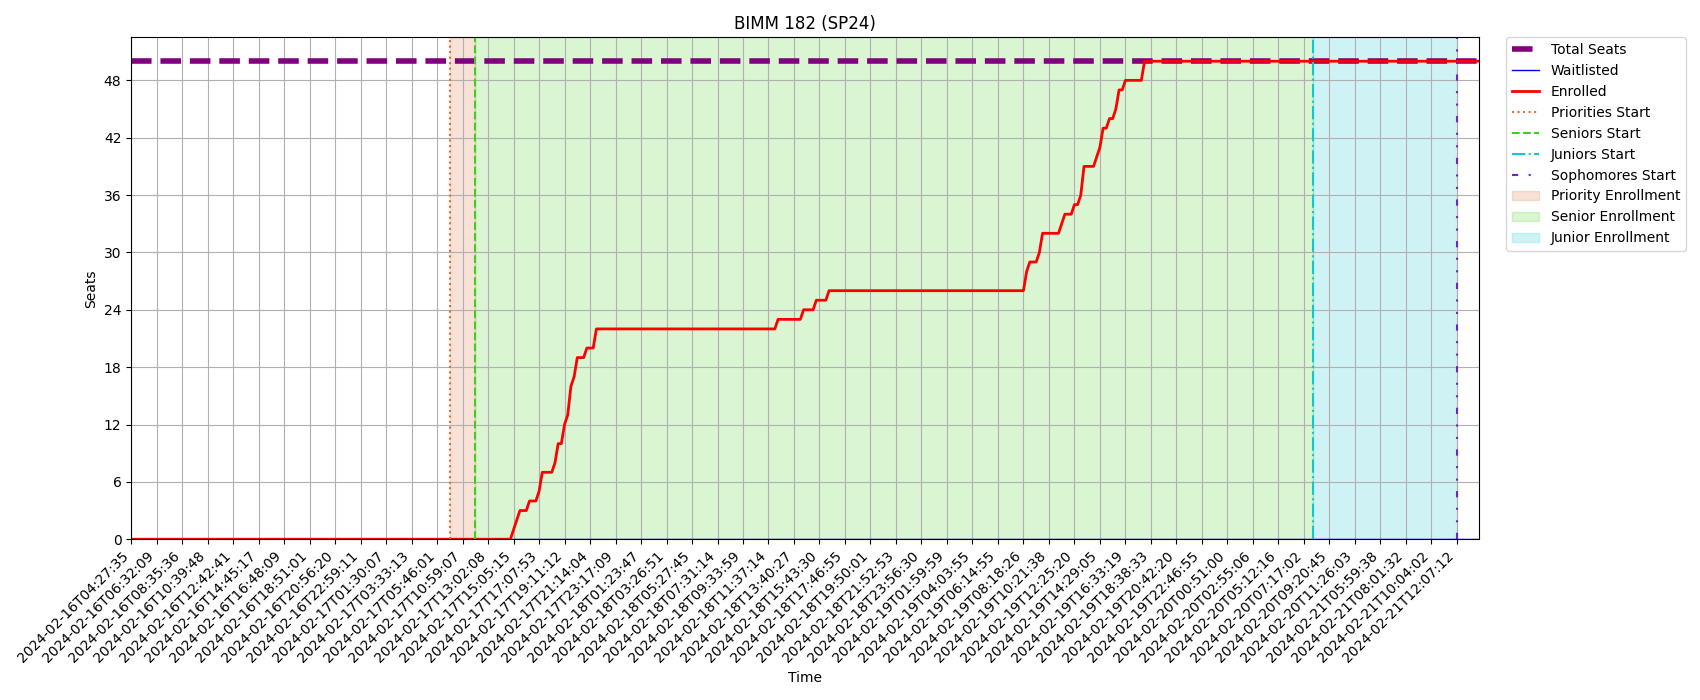 BIMM 182 (SP24)
Total Seats
Waitlisted
Enrolled
Priorities Start
Seniors Start
Juniors Start
Sophomores Start
Priority Enrollment
Senior Enrollment
Junior Enrollment
Seats
48
42
36
30
24
18
12
6
0
2024-02-16T04:27:35
2024-02-16T06:32:09
2024-02-16T08:35:36
2024-02-16T10:39:48
2024-02-16T12:42:41
2024-02-16T14:45:17
2024-02-16T16:48:09
2024-02-16T18:51:01
2024-02-16T20:56:20
2024-02-16T22:59:11
2024-02-17T01:30:07
2024-02-17T03:33:13
2024-02-17T05:46:01
2024-02-17T10:59:07
2024-02-17T13:02:08
2024-02-17T15:05:15
2024-02-17T17:07:53
2024-02-17T19:11:12
2024-02-17T21:14:04
2024-02-17T23:17:09
2024-02-18T01:23:47
2024-02-18T03:26:51
2024-02-18T05:27:45
2024-02-18T07:31:14
2024-02-18T09:33:59
2024-02-18T11:37:14
2024-02-18T13:40:27
2024-02-18T15:43:30
2024-02-18T17:46:55
2024-02-18T19:50:01
2024-02-18T21:52:53
2024-02-18T23:56:30
2024-02-19T01:59:59
2024-02-19T04:03:55
2024-02-19T06:14:55
2024-02-19T08:18:26
2024-02-19T10:21:38
2024-02-19T12:25:20
2024-02-19T14:29:05
2024-02-19T16:33:19
2024-02-19T18:38:33
2024-02-19T20:42:20
2024-02-19T22:46:55
2024-02-20T00:51:00
2024-02-20T02:55:06
2024-02-20T05:12:16
2024-02-20T07:17:02
2024-02-20T09:20:45
2024-02-20T11:26:03
2024-02-21T05:59:38
2024-02-21T08:01:32
2024-02-21T10:04:02
2024-02-21T12:07:12
Time